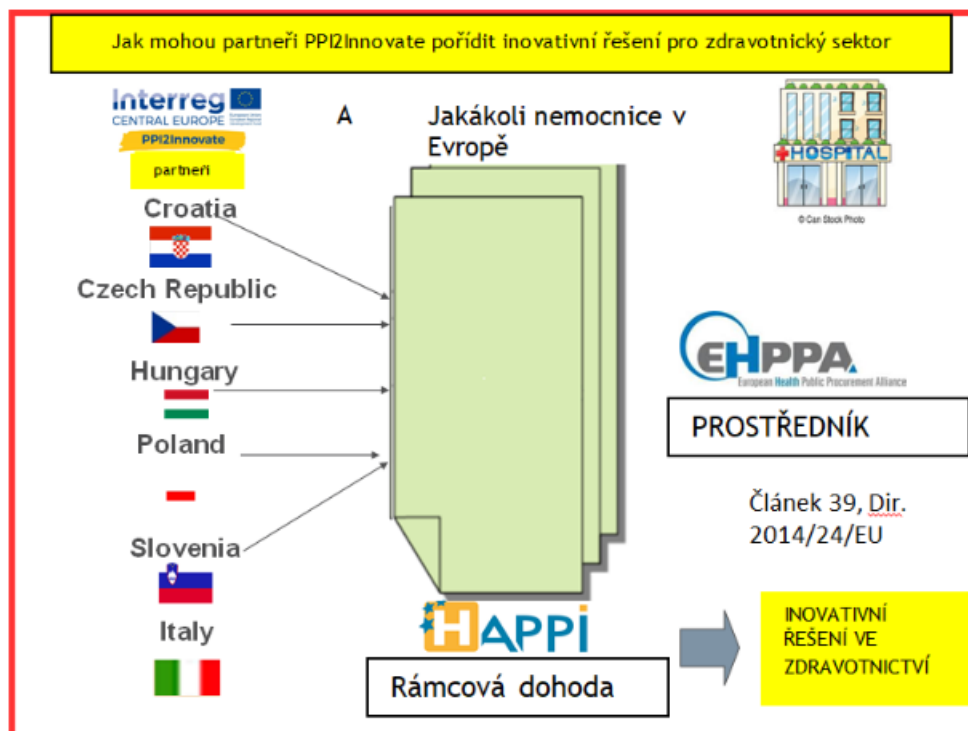 Jak mohou partneři PPI2Innovate pořídit inovativní řešení pro zdravotnický sektor
Interreg
CENTRAL EUROPE
PPI2Innovate
partneři
A
Jakákoli nemocnice v
Evropě
HOSPITAL
© Can Stock Photo
Croatia
Czech Republic
Hungary
Poland
Slovenia
Italy
EHPPA
European Health Public Procurement Alliance
PROSTŘEDNÍK
Článek 39, Dir.
2014/24/EU
HAPPI
Rámcová dohoda
INOVATIVNÍ
ŘEŠENÍ VE
ZDRAVOTNICTVÍ